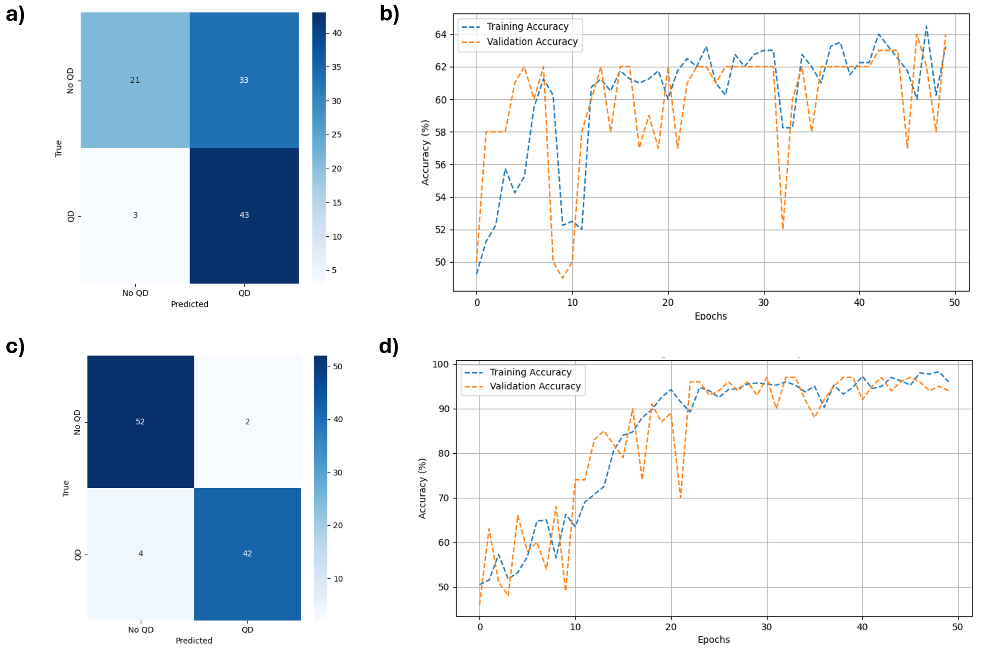 a)
No QD
QD
True
21
33
3
43
No QD
QD
Predicted
40
35
30
25
20
15
10
5
b)
Training Accuracy
Validation Accuracy
64
62
60
58
56
54
52
50
Accuracy (%)
0
10
20
30
40
50
Epochs
c)
No QD
QD
True
52
2
4
42
No QD
QD
Predicted
50
40
30
20
10
d)
Training Accuracy
Validation Accuracy
100
90
80
70
60
50
Accuracy (%)
0
10
20
30
40
50
Epochs